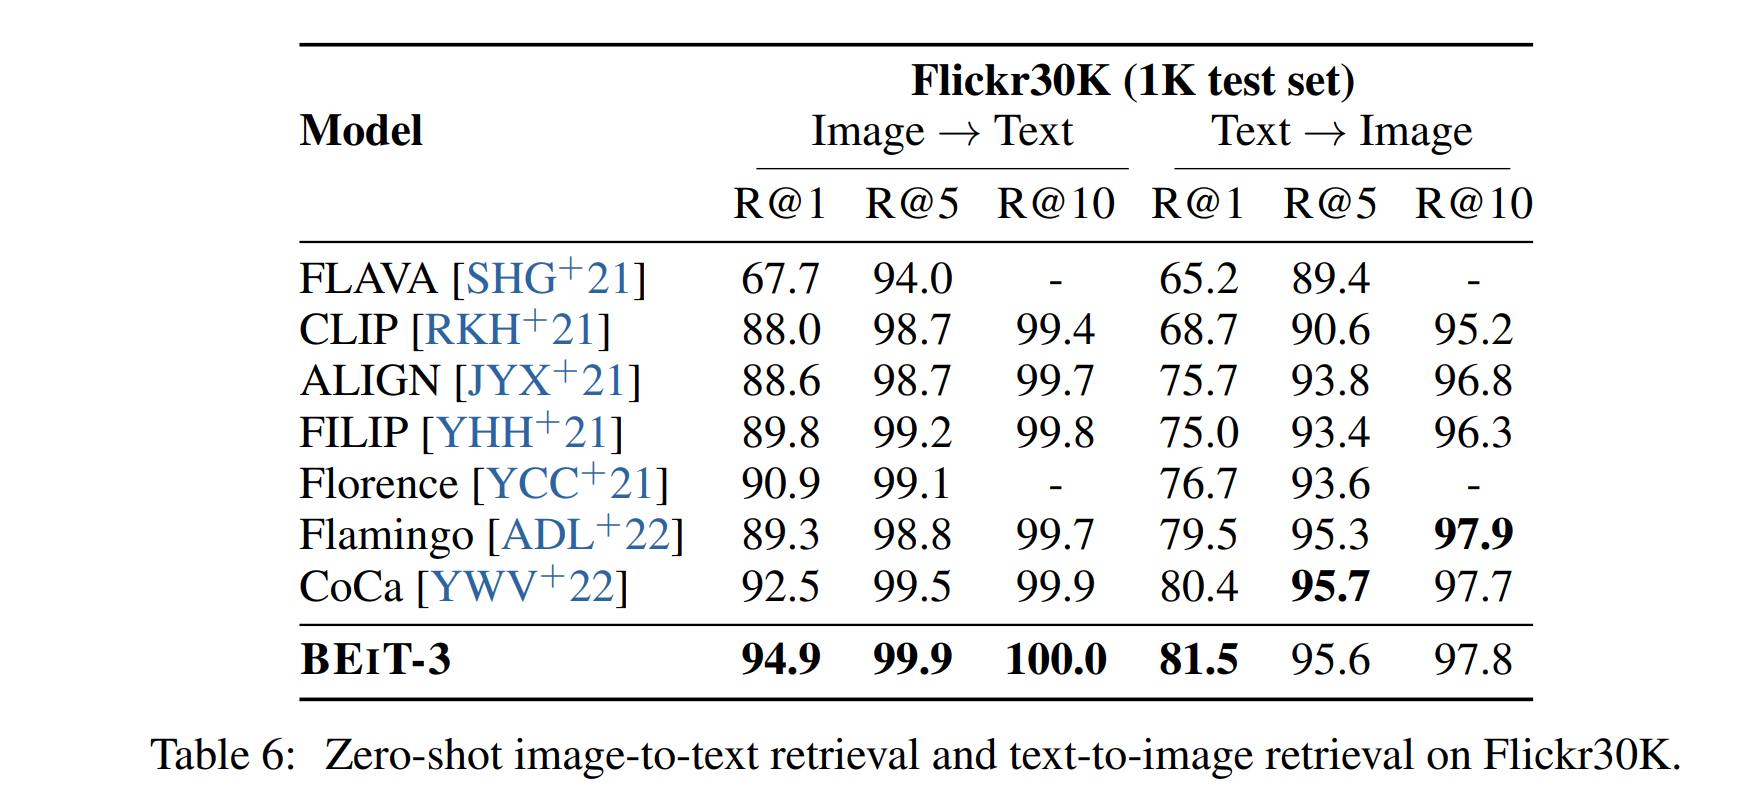 Flickr30K (1K test set)
Model Image → Text Text → Image
R@1 R@5 R@10 R@1 R@5 R@10
FLAVA [SHG+21] 67.7 94.0 - 65.2 89.4 -
CLIP [RKH+21] 88.0 98.7 99.4 68.7 90.6 95.2
ALIGN [JYX+21] 88.6 98.7 99.7 75.7 93.8 96.8
FILIP [YHH+21] 89.8 99.2 99.8 75.0 93.4 96.3
Florence [YCC+21] 90.9 99.1 - 76.7 93.6 -
Flamingo [ADL+22] 89.3 98.8 99.7 79.5 95.3 97.9
CoCa [YWV+22] 92.5 99.5 99.9 80.4 95.7 97.7
BEIT-3 94.9 99.9 100.0 81.5 95.6 97.8
Table 6: Zero-shot image-to-text retrieval and text-to-image retrieval on Flickr30K.